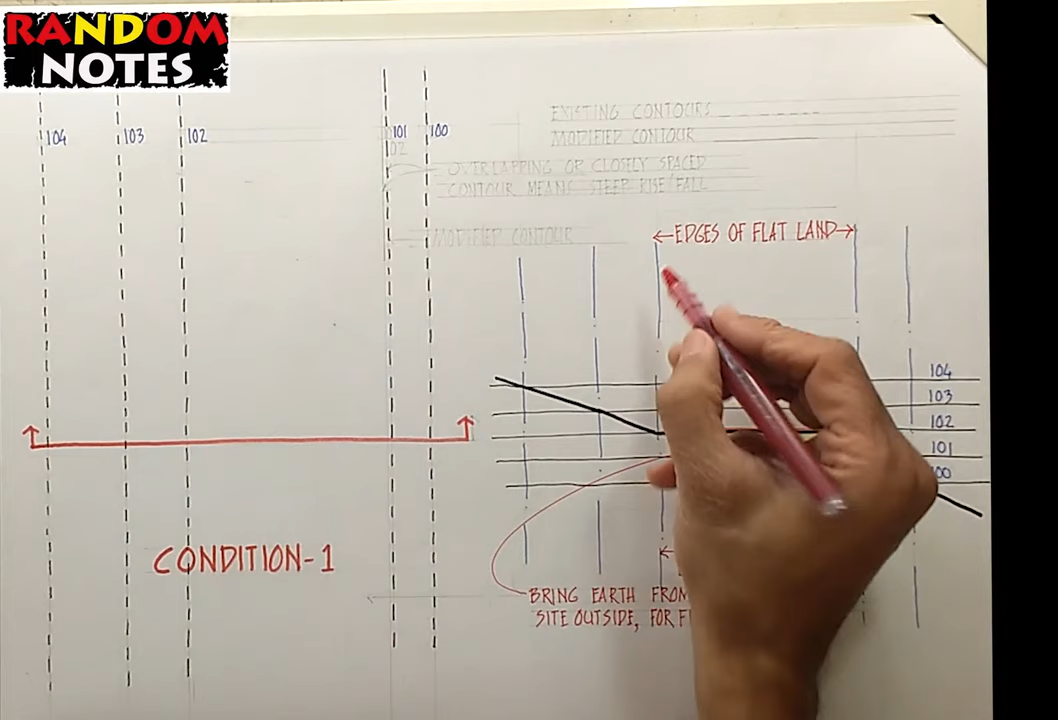 RANDOM
NOTES
104
103
102
101
100
02
EXISTING CONTOURS
MODIFIED CONTOUR
OVERLAPPING OR CLOSELY SPACED
CONTOUR MEANS STEEP RISE/FALL
MODIFIED CONTOUR
EDGES OF FLAT LAND
104
103
102
101
00
CONDITION-1
BRING EARTH FROM
SITE OUTSIDE, FOR F